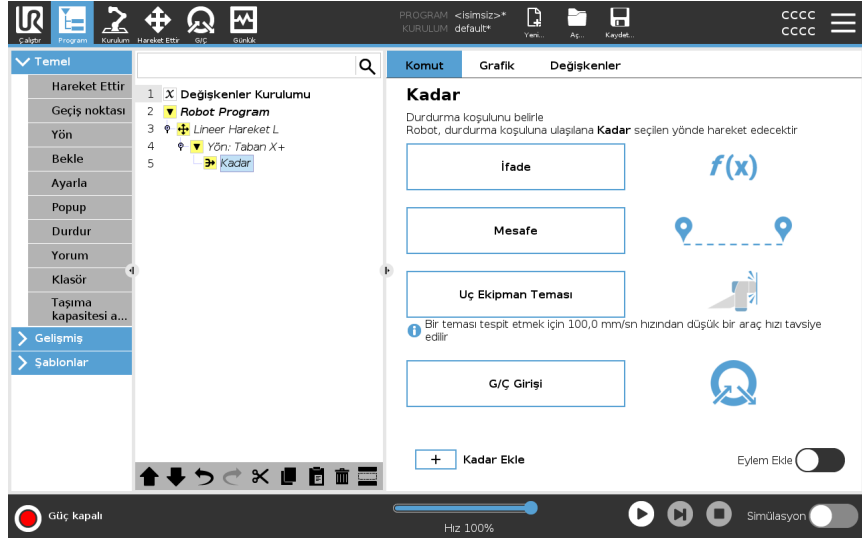 UR
PROGRAM <isimsiz>*
KURULUM default*
cccc
cccc
Çalıştır
Program
Kurulum
Hareket Ettir
G/Ç
Günlük
Yeni...
Aç...
Kaydet...
Temel
Hareket Ettir
Geçiş noktası
Yön
Bekle
Ayarla
Popup
Durdur
Yorum
Klasör
Taşıma
kapasitesi a...
Gelişmiş
Şablonlar
1 X Değişkenler Kurulumu
2 Robot Program
3 Lineer Hareket L
4 Yön: Taban X+
5 Kadar
Komut
Grafik
Değişkenler
Kadar
Durdurma koşulunu belirle
Robot, durdurma koşuluna ulaşılana Kadar seçilen yönde hareket edecektir
İfade
f(x)
Mesafe
Uç Ekipman Teması
Bir teması tespit etmek için 100,0 mm/sn hızından düşük bir araç hızı tavsiye
edilir
G/Ç Girişi
+ Kadar Ekle
Eylem Ekle
Güç kapalı
Hız 100%
Simülasyon